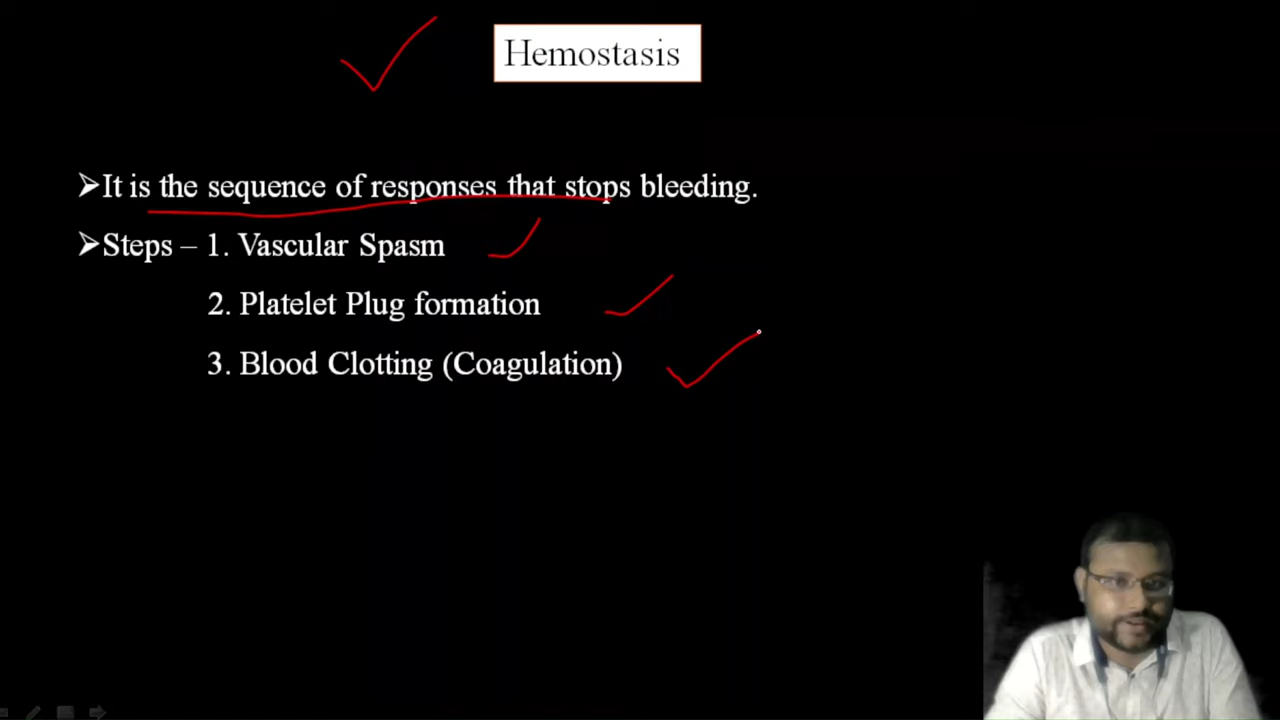 Hemostasis
➢It is the sequence of responses that stops bleeding.
➢Steps – 1. Vascular Spasm
2. Platelet Plug formation
3. Blood Clotting (Coagulation)